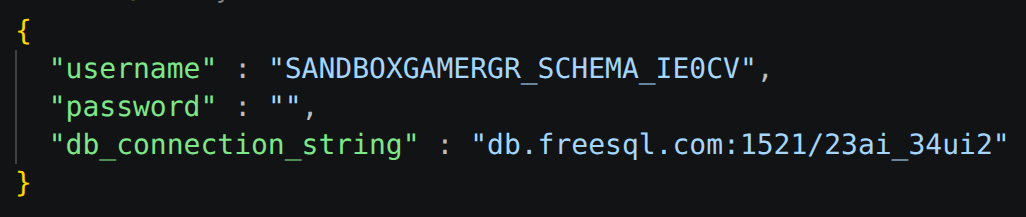 {
"username" : "SANDBOXGAMERGR_SCHEMA_IE0CV",
"password" : "",
"db_connection_string" : "db.freesql.com:1521/23ai_34ui2"
}